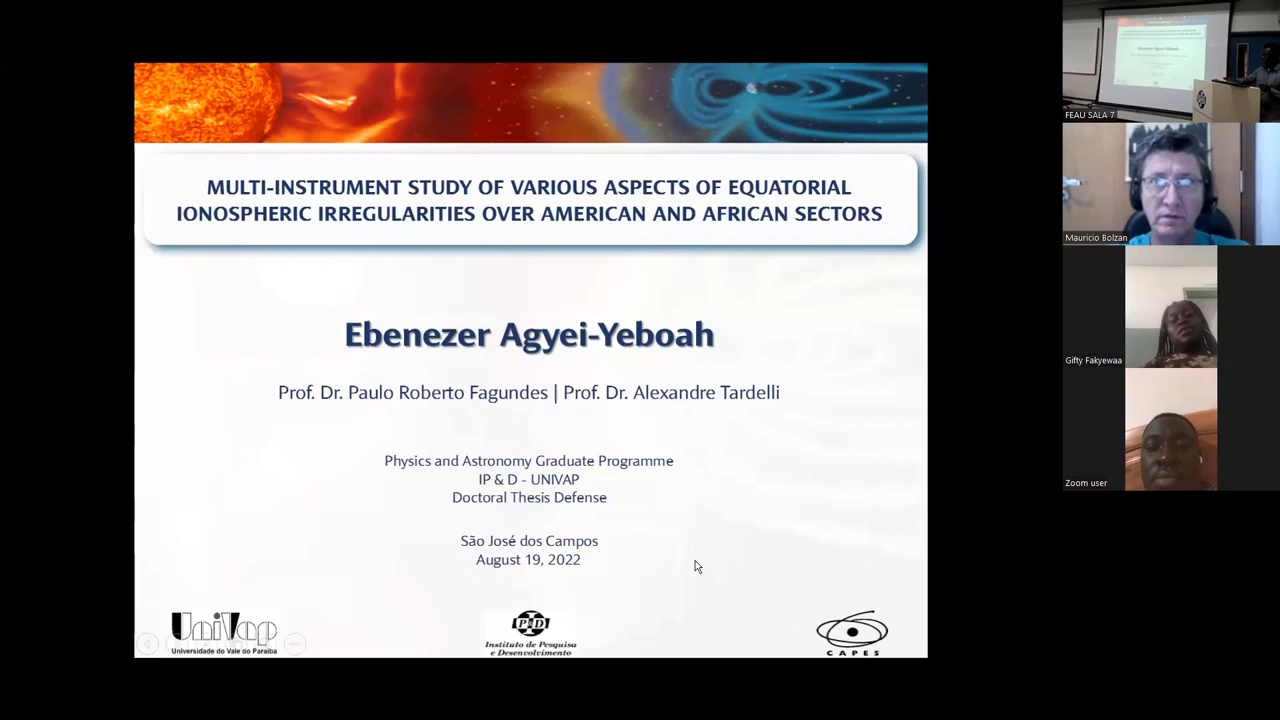 MULTI-INSTRUMENT STUDY OF VARIOUS ASPECTS OF EQUATORIAL
IONOSPHERIC IRREGULARITIES OVER AMERICAN AND AFRICAN SECTORS
Ebenezer Agyei-Yeboah
Prof. Dr. Paulo Roberto Fagundes | Prof. Dr. Alexandre Tardelli
Physics and Astronomy Graduate Programme
IP & D - UNIVAP
Doctoral Thesis Defense
São José dos Campos
August 19, 2022
UniVap
Universidade do Vale do Paraíba
IP&D
Instituto de Pesquisa
e Desenvolvimento
CAPES
FEAU SALA 7
Mauricio Bolzan
Gifty Fakyewaa
Zoom user